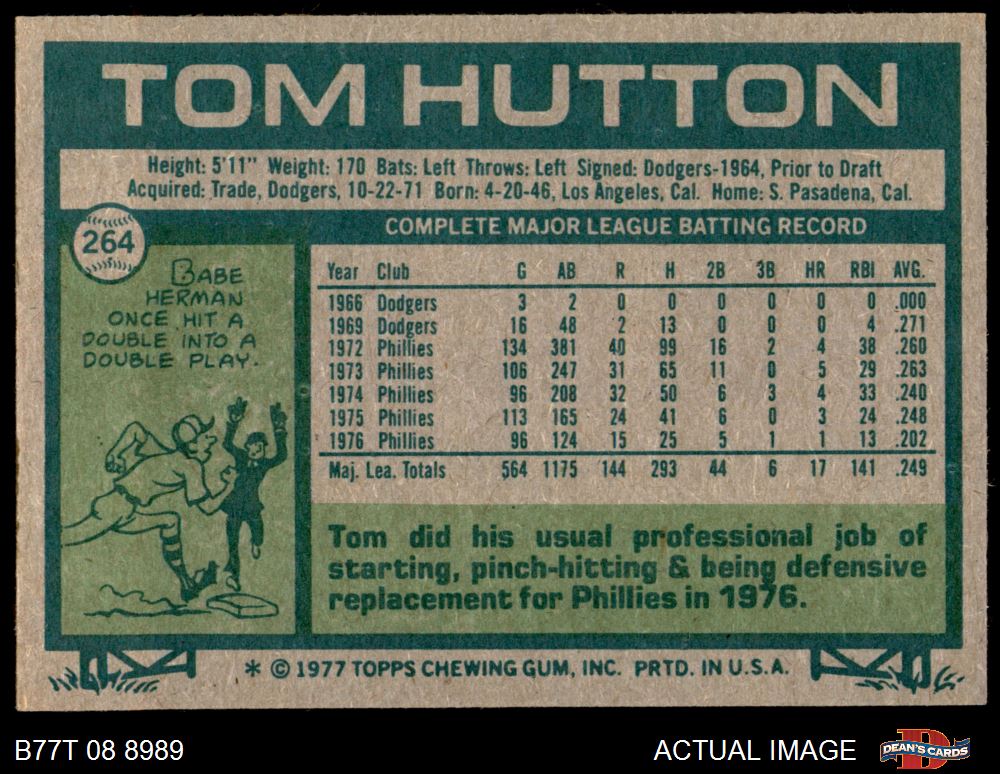 TOM HUTTON
Height: 5'11" Weight: 170 Bats: Left Throws: Left Signed: Dodgers-1964, Prior to Draft
Acquired: Trade, Dodgers, 10-22-71 Born: 4-20-46, Los Angeles, Cal. Home: S. Pasadena, Cal.
264
BABE
HERMAN
ONCE HIT A
DOUBLE INTO A
DOUBLE PLAY.
COMPLETE MAJOR LEAGUE BATTING RECORD
Year Club G AB R H 2B 3B HR RBI AVG.
1966 Dodgers 3 2 0 0 0 0 0 0 .000
1969 Dodgers 16 48 2 13 0 0 0 4 .271
1972 Phillies 134 381 40 99 16 2 4 38 .260
1973 Phillies 106 247 31 65 11 0 5 29 .263
1974 Phillies 96 208 32 50 6 3 4 33 .240
1975 Phillies 113 165 24 41 6 0 3 24 .248
1976 Phillies 96 124 15 25 5 1 1 13 .202
Maj. Lea. Totals 564 1175 144 293 44 6 17 141 .249
Tom did his usual professional job of
starting, pinch-hitting & being defensive
replacement for Phillies in 1976.
* © 1977 TOPPS CHEWING GUM, INC. PRTD. IN U.S.A.
B77T 08 8989
ACTUAL IMAGE
DEAN'S CARDS